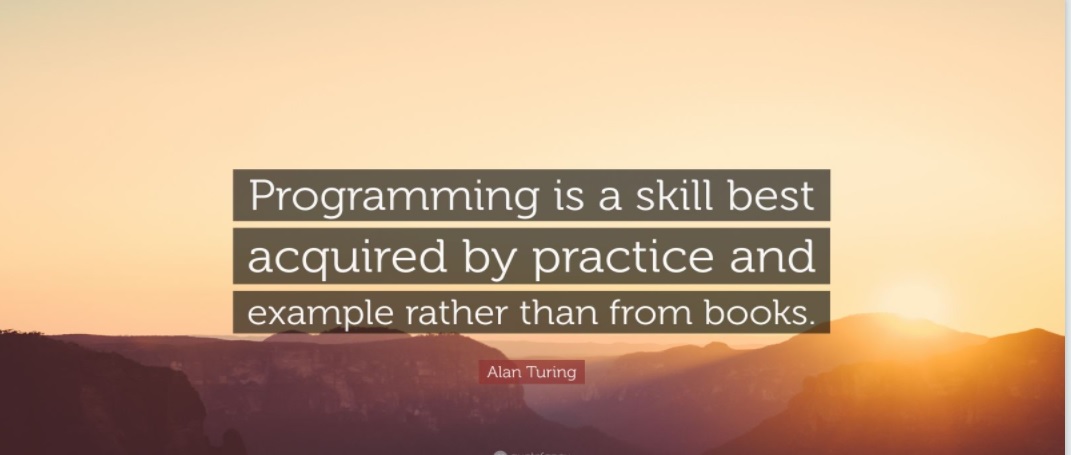 Programming is a skill best
acquired by practice and
example rather than from books.
Alan Turing